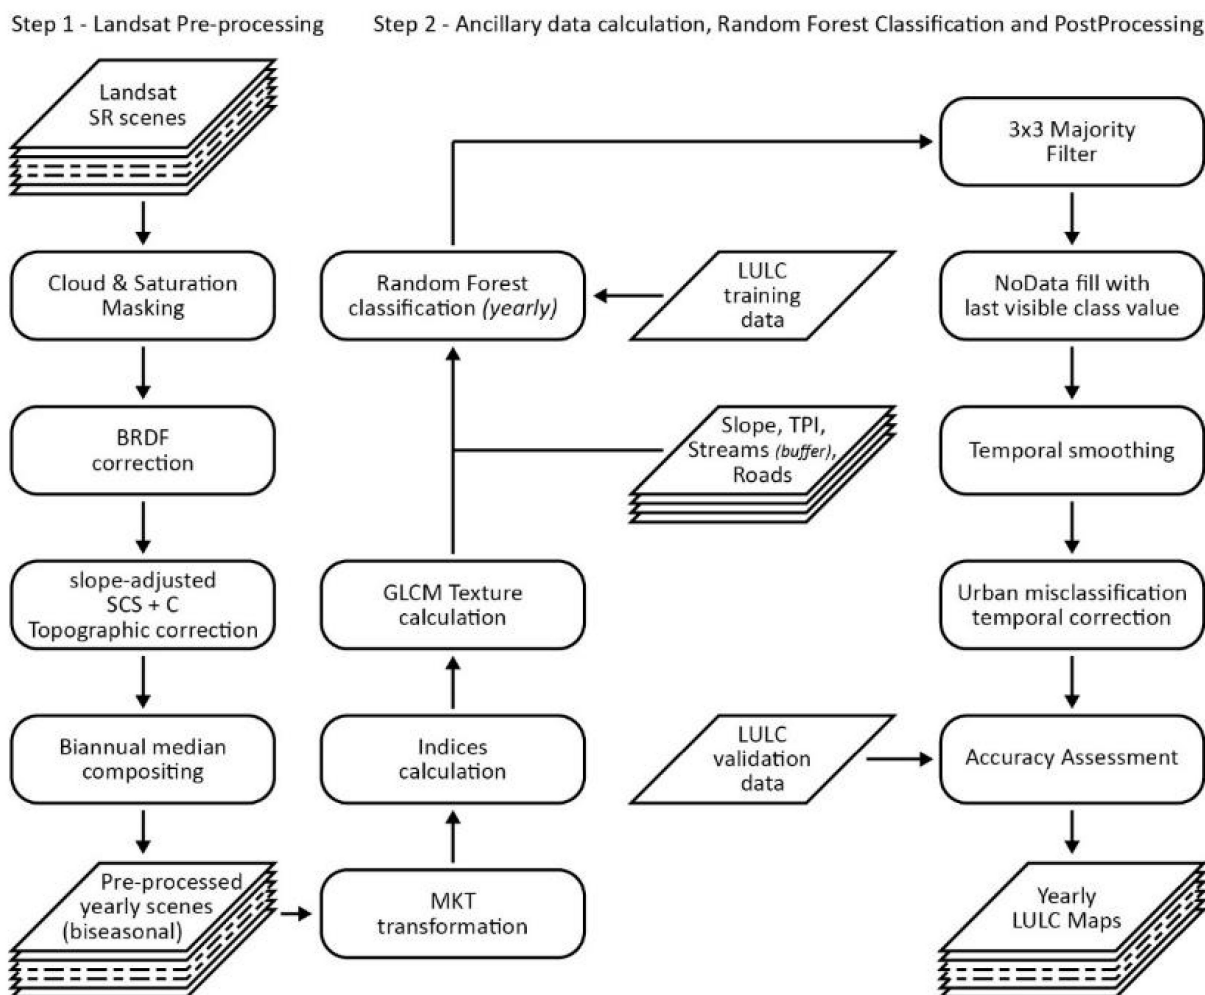 Step 1 - Landsat Pre-processing
Step 2 - Ancillary data calculation, Random Forest Classification and PostProcessing
Landsat
SR scenes
Cloud & Saturation
Masking
BRDF
correction
slope-adjusted
SCS + C
Topographic correction
Biannual median
compositing
Pre-processed
yearly scenes
(biseasonal)
MKT
transformation
Indices
calculation
GLCM Texture
calculation
Slope, TPI,
Streams (buffer),
Roads
Random Forest
classification (yearly)
LULC
training
data
3x3 Majority
Filter
NoData fill with
last visible class value
Temporal smoothing
Urban misclassification
temporal correction
LULC
validation
data
Accuracy Assessment
Yearly
LULC Maps